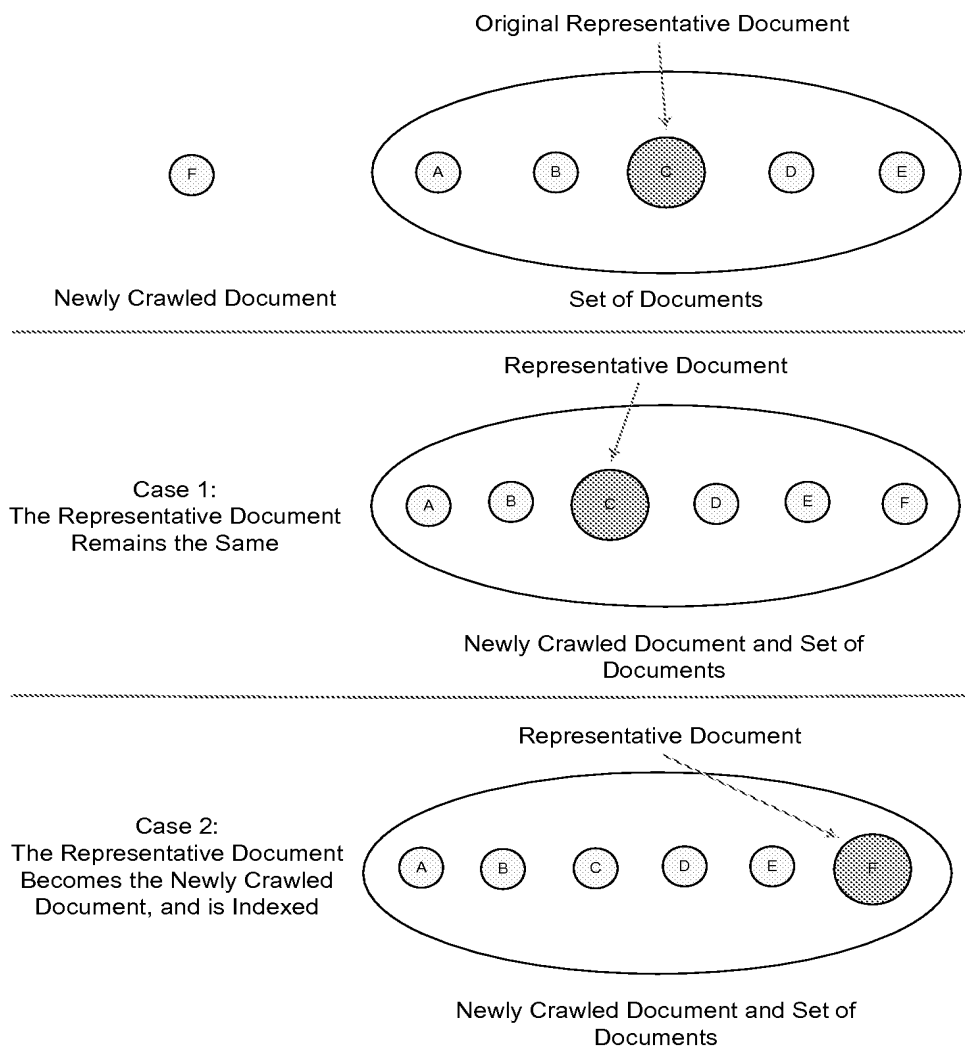 Original Representative Document
F
A B C D E
Newly Crawled Document
Set of Documents
Representative Document
Case 1:
The Representative Document
Remains the Same
A B C D E F
Newly Crawled Document and Set of
Documents
Representative Document
Case 2:
The Representative Document
Becomes the Newly Crawled
Document, and is Indexed
A B C D E F
Newly Crawled Document and Set of
Documents